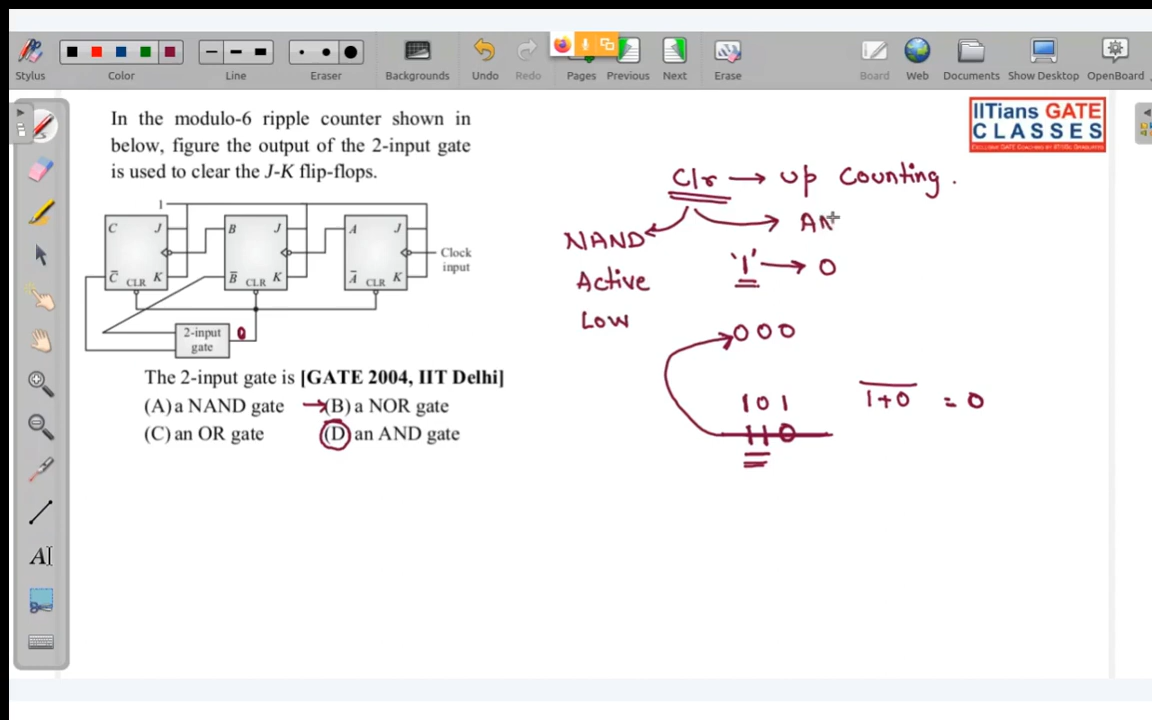 Stylus Color Line Eraser Backgrounds Undo Redo Pages Previous Next Erase Board Web Documents Show Desktop OpenBoard
IITians GATE
CLASSES
In the modulo-6 ripple counter shown in
below, figure the output of the 2-input gate
is used to clear the J-K flip-flops.
1
C J B J A J
Clock
input
C̅ CLR K B̅ CLR K A̅ CLR K
2-input
gate
0
The 2-input gate is [GATE 2004, IIT Delhi]
(A) a NAND gate →(B) a NOR gate
(C) an OR gate (D) an AND gate
Clr → up counting.
NAND
Active
Low
AN
'1' → 0
000
101
110
\overline{1+0} = 0
AI